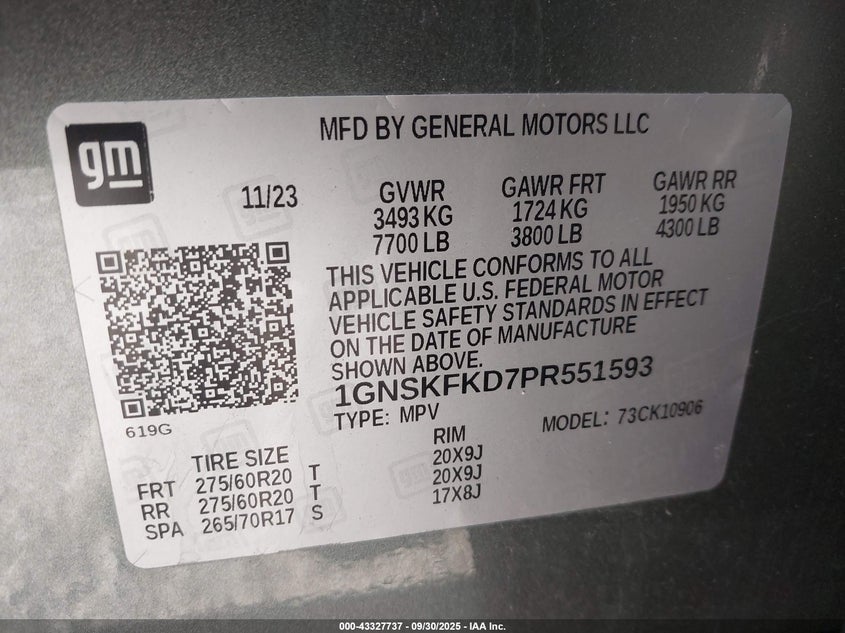 gm
MFD BY GENERAL MOTORS LLC
11/23
GVWR GAWR FRT GAWR RR
3493 KG 1724 KG 1950 KG
7700 LB 3800 LB 4300 LB
THIS VEHICLE CONFORMS TO ALL
APPLICABLE U.S. FEDERAL MOTOR
VEHICLE SAFETY STANDARDS IN EFFECT
ON THE DATE OF MANUFACTURE
SHOWN ABOVE.
1GNSKFKD7PR551593
TYPE: MPV MODEL: 73CK10906
619G
TIRE SIZE RIM
FRT 275/60R20 T 20X9J
RR 275/60R20 T 20X9J
SPA 265/70R17 S 17X8J
000-43327737 - 09/30/2025 - IAA Inc.